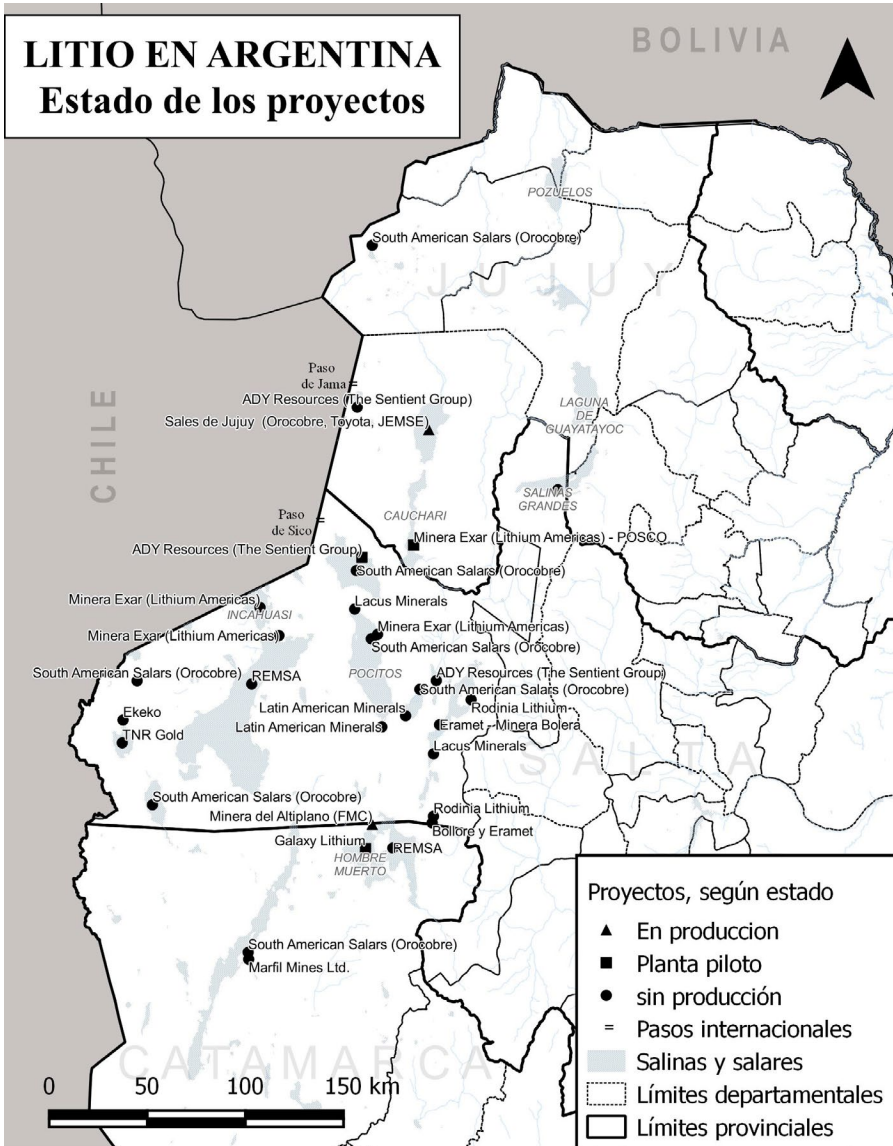 LITIO EN ARGENTINA
Estado de los proyectos
BOLIVIA
POZUELOS
South American Salars (Orocobre)
JUJUY
Paso
de Jama
ADY Resources (The Sentient Group)
Sales de Jujuy (Orocobre, Toyota, JEMSE)
LAGUNA
DE
GUAYATAYOC
CHILE
SALINAS
GRANDES
Paso
de Sico
CAUCHARI
Minera Exar (Lithium Americas) - POSCO
ADY Resources (The Sentient Group)
South American Salars (Orocobre)
Minera Exar (Lithium Americas)
INCAHUASI
Lacus Minerals
Minera Exar (Lithium Americas)
Minera Exar (Lithium Americas)
South American Salars (Orocobre)
South American Salars (Orocobre)
REMSA
POCITOS
ADY Resources (The Sentient Group)
South American Salars (Orocobre)
Ekeko
Latin American Minerals
Rodinia Lithium
TNR Gold
Latin American Minerals
Eramet - Minera Bolera
Lacus Minerals
SALTA
South American Salars (Orocobre)
Minera del Altiplano (FMC)
Rodinia Lithium
Bollore y Eramet
Galaxy Lithium
REMSA
HOMBRE
MUERTO
South American Salars (Orocobre)
Marfil Mines Ltd.
CATAMARCA
0 50 100 150 km
Proyectos, según estado
En produccion
Planta piloto
sin producción
Pasos internacionales
Salinas y salares
Límites departamentales
Límites provinciales